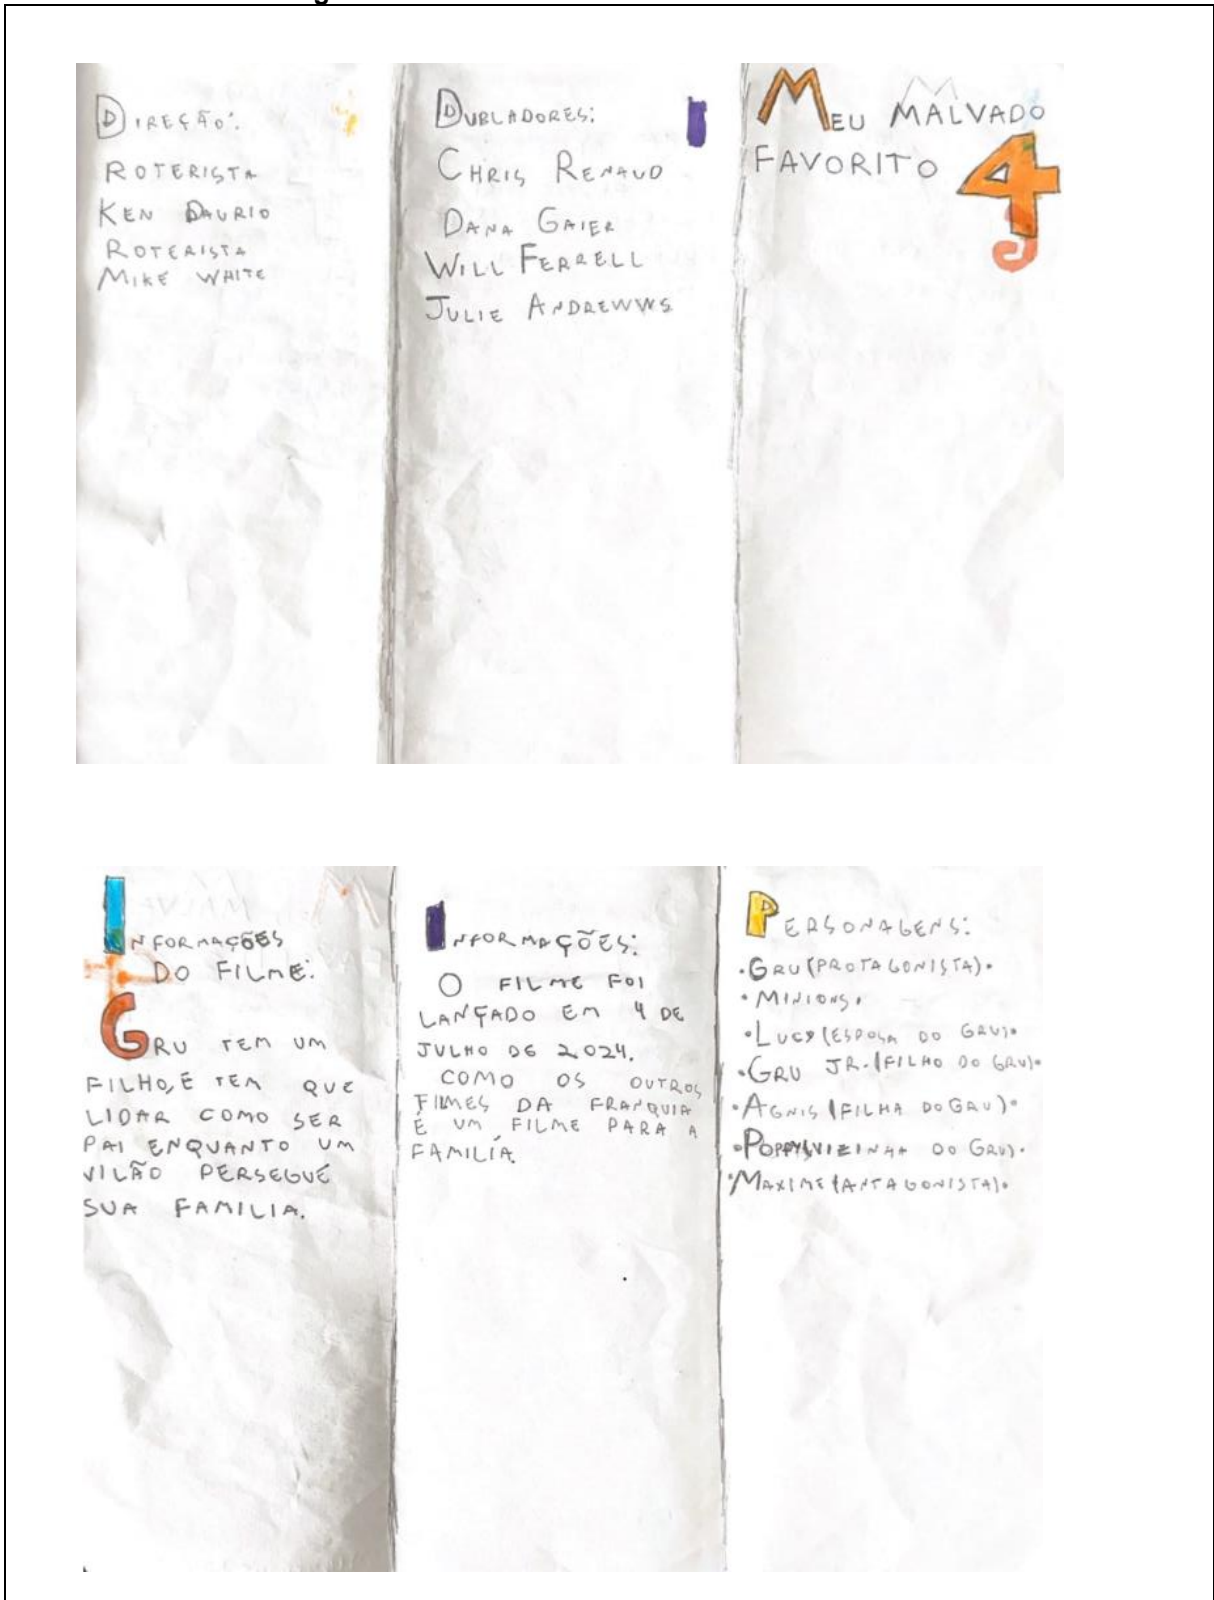 DIREÇÃO:
ROTERISTA
KEN DAURIO
ROTERISTA
MIKE WHITE
DUBLADORES:
CHRIS RENAUD
DANA GAIER
WILL FERRELL
JULIE ANDREWWS
MEU MALVADO
FAVORITO 4
INFORMAÇÕES
DO FILME:
GRU TEM UM
FILHO, E TEM QUE
LIDAR COMO SER
PAI ENQUANTO UM
VILÃO PERSEGUE
SUA FAMILIA.
INFORMAÇÕES:
O FILME FOI
LANÇADO EM 4 DE
JULHO DE 2024.
COMO OS OUTROS
FILMES DA FRANQUIA
É UM FILME PARA A
FAMILÍA.
PERSONAGENS:
•GRU (PROTAGONISTA).
•MINIONS.
•LUCY (ESPOSA DO GRU).
•GRU JR. (FILHO DO GRU).
•AGNIS (FILHA DO GRU).
•POPPY (VIZINHA DO GRU).
•MAXIME (ANTAGONISTA).